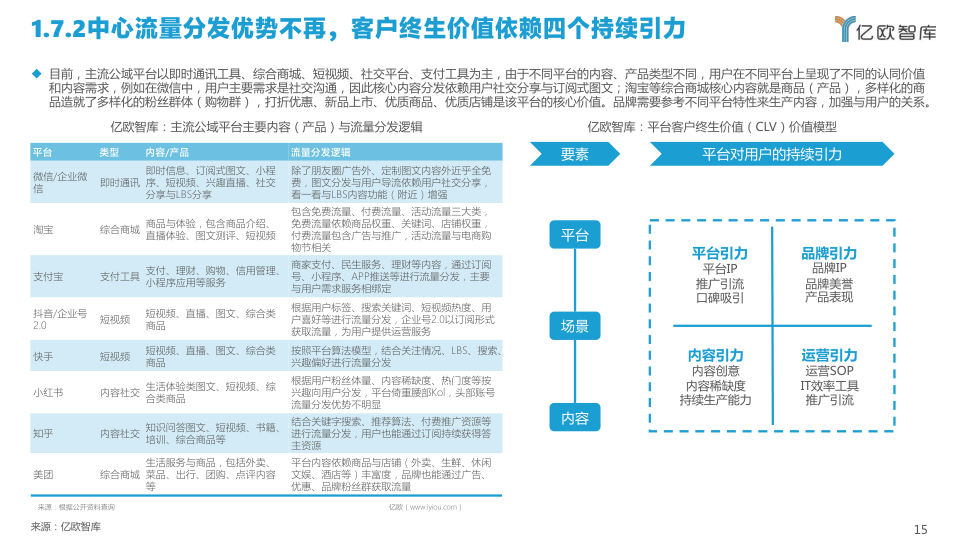 1.7.2中心流量分发优势不再，客户终生价值依赖四个持续引力
亿欧智库
◆ 目前，主流公域平台以即时通讯工具、综合商城、短视频、社交平台、支付工具为主，由于不同平台的内容、产品类型不同，用户在不同平台上呈现了不同的认同价值
和内容需求，例如在微信中，用户主要需求是社交沟通，因此核心内容分发依赖用户社交分享与订阅式图文；淘宝等综合商城核心内容就是商品（产品），多样化的商
品造就了多样化的粉丝群体（购物群），打折优惠、新品上市、优质商品、优质店铺是该平台的核心价值。品牌需要参考不同平台特性来生产内容，加强与用户的关系。
亿欧智库：主流公域平台主要内容（产品）与流量分发逻辑
平台 类型 内容/产品 流量分发逻辑
微信/企业微
信
即时通讯
即时信息、订阅式图文、小程
序、短视频、兴趣直播、社交
分享与LBS分享
除了朋友圈广告外、定制图文内容外近乎全免
费，图文分发与用户导流依赖用户社交分享，
看一看与LBS内容功能（附近）增强
淘宝
综合商城
商品与体验，包含商品介绍、
直播体验、图文测评、短视频
包含免费流量、付费流量、活动流量三大类，
免费流量依赖商品权重、关键词、店铺权重，
付费流量包含广告与推广，活动流量与电商购
物节相关
支付宝
支付工具
支付、理财、购物、信用管理、
小程序应用等服务
商家支付、民生服务、理财等内容，通过订阅
号、小程序、APP推送等进行流量分发，主要
与用户需求服务相绑定
抖音/企业号
2.0
短视频
短视频、直播、图文、综合类
商品
根据用户标签、搜索关键词、短视频热度、用
户喜好等进行流量分发，企业号2.0以订阅形式
获取流量，为用户提供运营服务
快手
短视频
短视频、直播、图文、综合类
商品
按照平台算法模型，结合关注情况、LBS、搜索、
兴趣偏好进行流量分发
小红书
内容社交
生活体验类图文、短视频、综
合类商品
根据用户粉丝体量、内容稀缺度、热门度等按
兴趣向用户分发，平台倚重腰部Kol，头部账号
流量分发优势不明显
知乎
内容社交
知识问答图文、短视频、书籍、
培训、综合商品等
结合关键字搜索、推荐算法、付费推广资源等
进行流量分发，用户也能通过订阅持续获得答
主资源
美团
综合商城
生活服务与商品，包括外卖、
菜品、出行、团购、点评内容
等
平台内容依赖商品与店铺（外卖、生鲜、休闲
文娱、酒店等）丰富度，品牌也能通过广告、
优惠、品牌粉丝群获取流量
来源：根据公开资料查询
亿欧（www.iyiou.com）
亿欧智库：平台客户终生价值（CLV）价值模型
要素
平台对用户的持续引力
平台
场景
内容
平台引力
平台IP
推广引流
口碑吸引
品牌引力
品牌IP
品牌美誉
产品表现
内容引力
内容创意
内容稀缺度
持续生产能力
运营引力
运营SOP
IT效率工具
推广引流
来源：亿欧智库
15